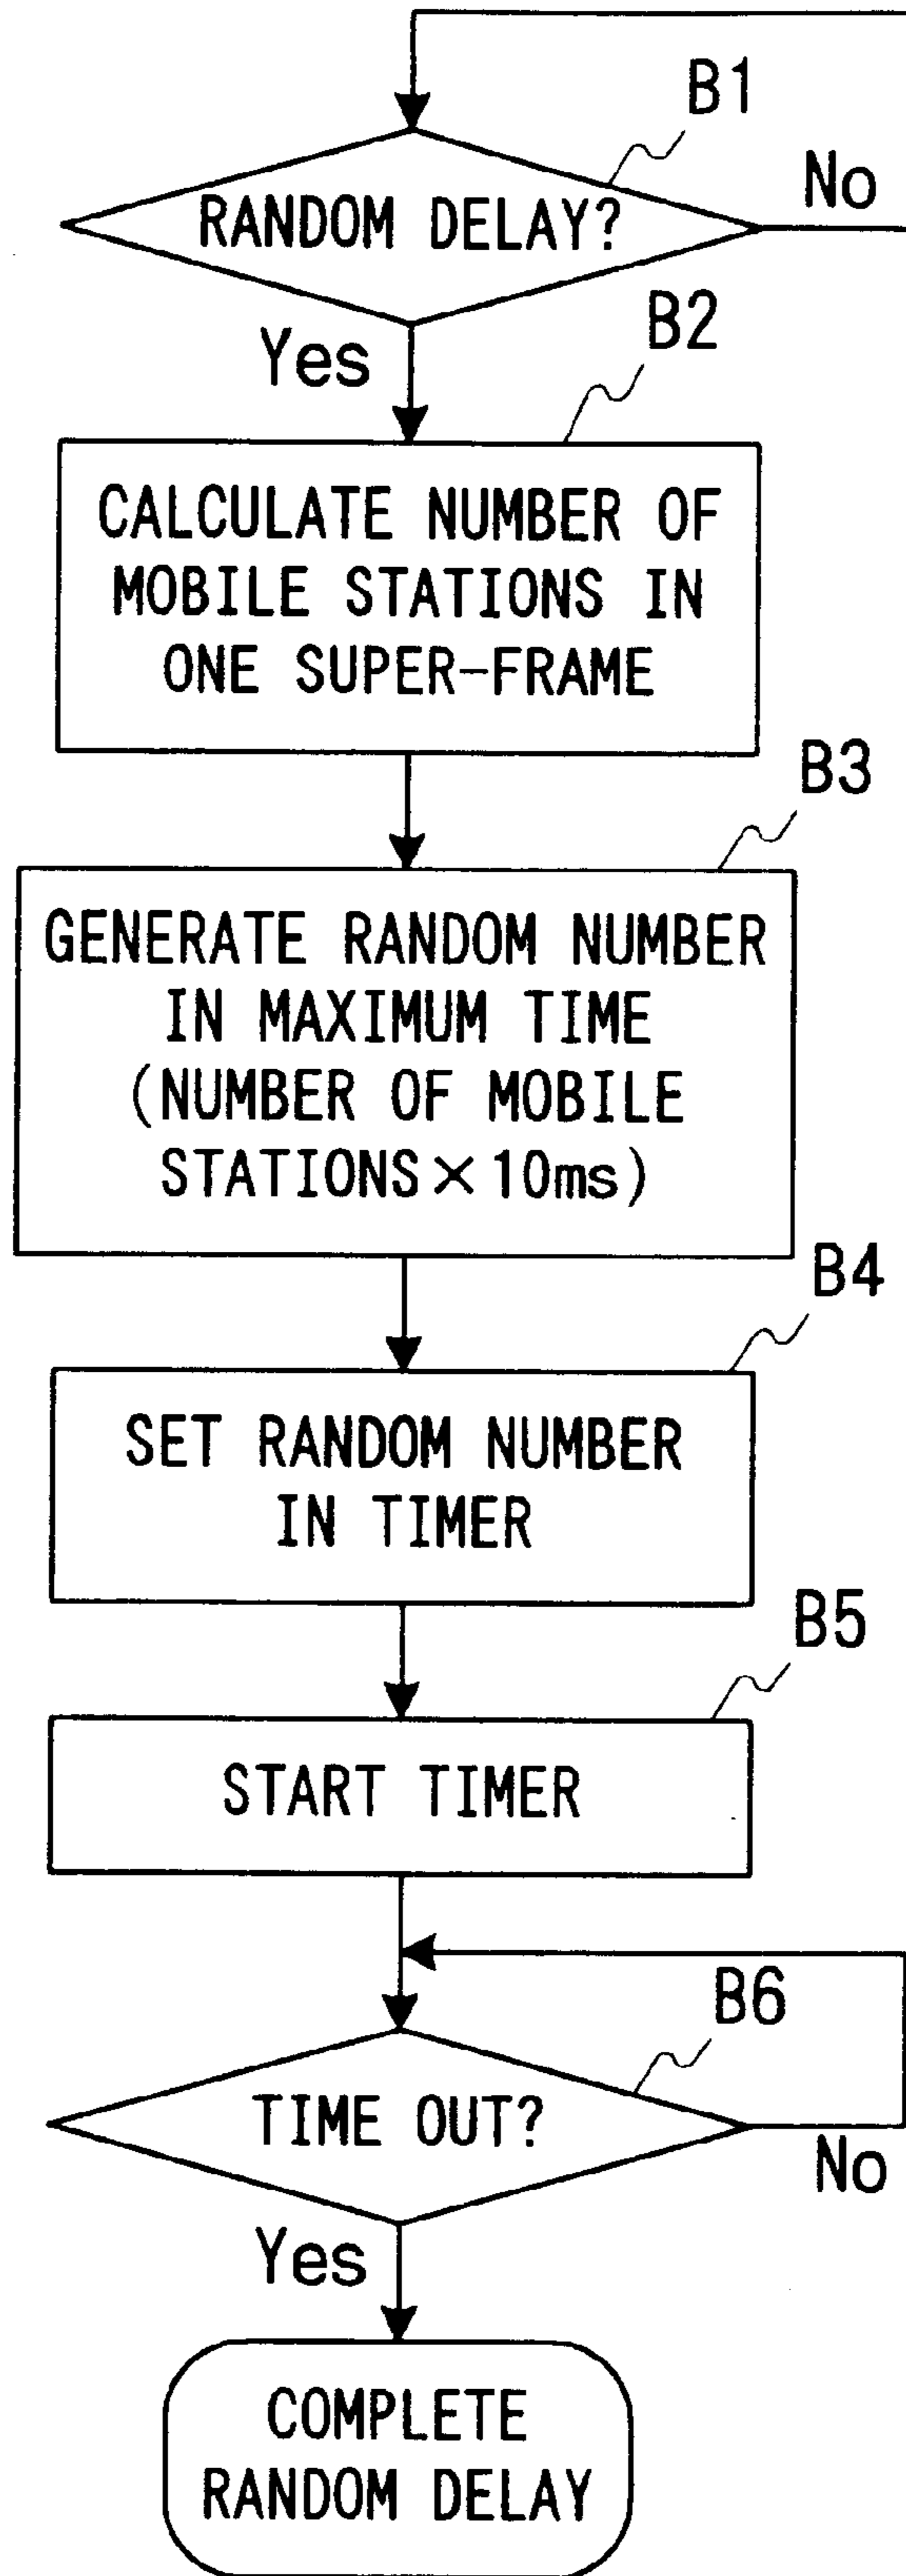 B1
RANDOM DELAY?
No
Yes
B2
CALCULATE NUMBER OF
MOBILE STATIONS IN
ONE SUPER-FRAME
B3
GENERATE RANDOM NUMBER
IN MAXIMUM TIME
(NUMBER OF MOBILE
STATIONS×10ms)
B4
SET RANDOM NUMBER
IN TIMER
B5
START TIMER
B6
TIME OUT?
No
Yes
COMPLETE
RANDOM DELAY